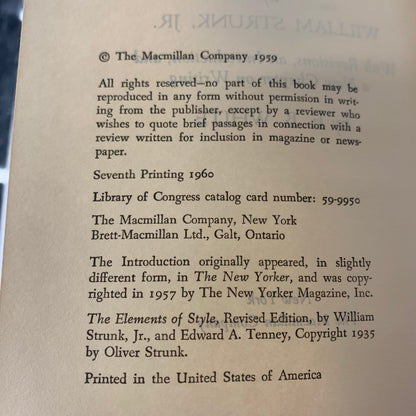 WILLIAM STRUNK, JR.
© The Macmillan Company 1959
All rights reserved—no part of this book may be
reproduced in any form without permission in writ-
ing from the publisher, except by a reviewer who
wishes to quote brief passages in connection with a
review written for inclusion in magazine or news-
paper.
Seventh Printing 1960
Library of Congress catalog card number: 59-9950
The Macmillan Company, New York
Brett-Macmillan Ltd., Galt, Ontario
The Introduction originally appeared, in slightly
different form, in The New Yorker, and was copy-
righted in 1957 by The New Yorker Magazine, Inc.
The Elements of Style, Revised Edition, by William
Strunk, Jr., and Edward A. Tenney, Copyright 1935
by Oliver Strunk.
Printed in the United States of America